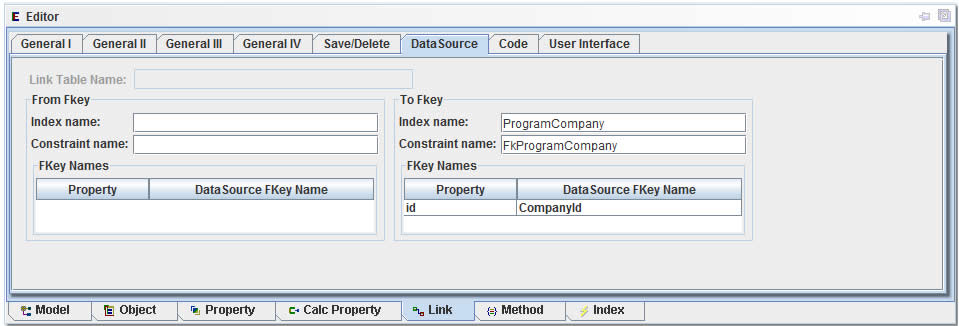 E Editor
General I General II General III General IV Save/Delete DataSource Code User Interface
Link Table Name:
From Fkey
Index name:
Constraint name:
FKey Names
Property DataSource FKey Name
To Fkey
Index name: ProgramCompany
Constraint name: FkProgramCompany
FKey Names
Property DataSource FKey Name
id CompanyId
Model Object Property Calc Property Link Method Index